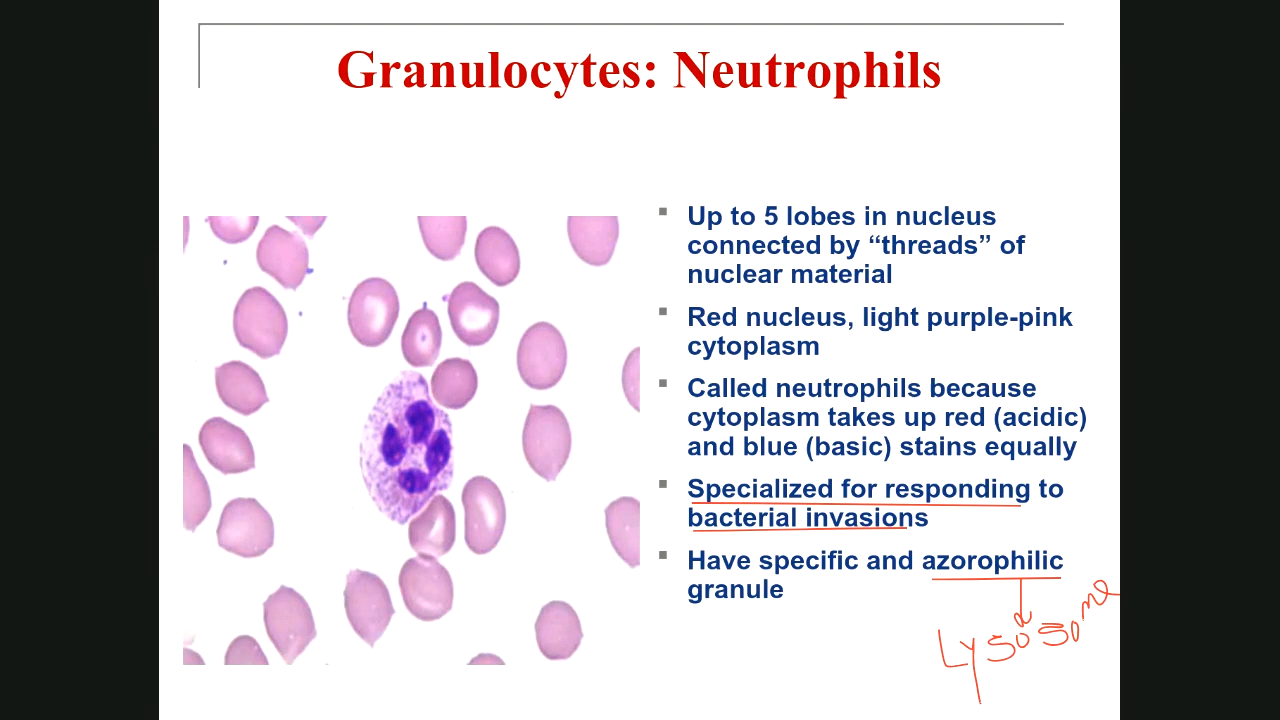 Granulocytes: Neutrophils
Up to 5 lobes in nucleus
connected by “threads” of
nuclear material
Red nucleus, light purple-pink
cytoplasm
Called neutrophils because
cytoplasm takes up red (acidic)
and blue (basic) stains equally
Specialized for responding to
bacterial invasions
Have specific and azorophilic
granule
Lysosome